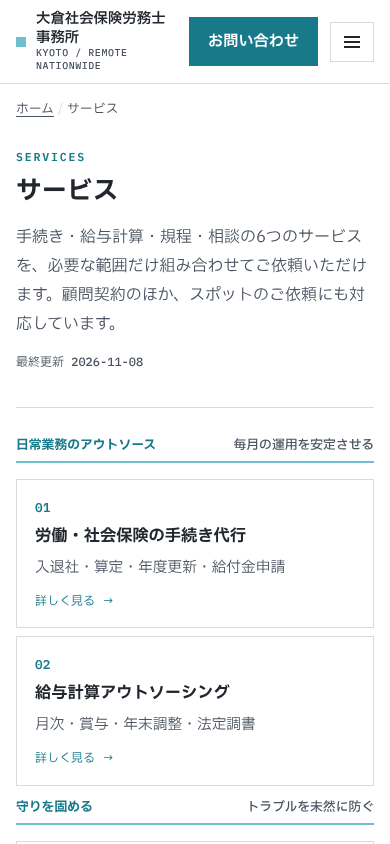 大倉社会保険労務士
事務所
KYOTO / REMOTE
NATIONWIDE
お問い合わせ
ホーム / サービス
SERVICES
サービス
手続き・給与計算・規程・相談の6つのサービス
を、必要な範囲だけ組み合わせてご依頼いただけ
ます。顧問契約のほか、スポットのご依頼にも対
応しています。
最終更新 2026-11-08
日常業務のアウトソース 毎月の運用を安定させる
01
労働・社会保険の手続き代行
入退社・算定・年度更新・給付金申請
詳しく見る →
02
給与計算アウトソーシング
月次・賞与・年末調整・法定調書
詳しく見る →
守りを固める トラブルを未然に防ぐ